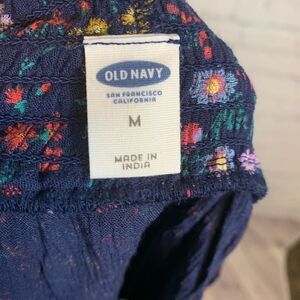 OLD NAVY
SAN FRANCISCO
CALIFORNIA
M
MADE IN
INDIA